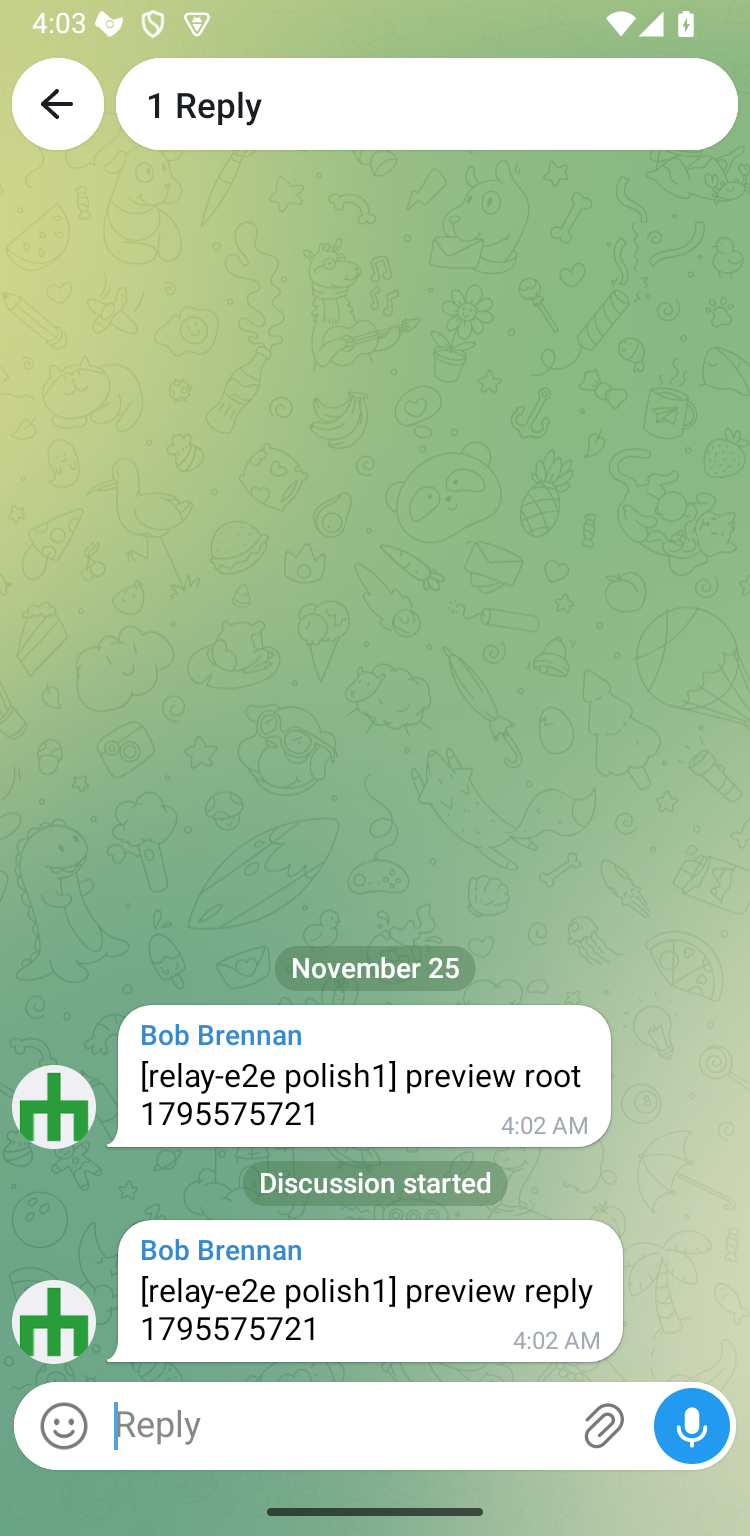 4:03
1 Reply
November 25
Bob Brennan
[relay-e2e polish1] preview root
1795575721
4:02 AM
Discussion started
Bob Brennan
[relay-e2e polish1] preview reply
1795575721
4:02 AM
Reply